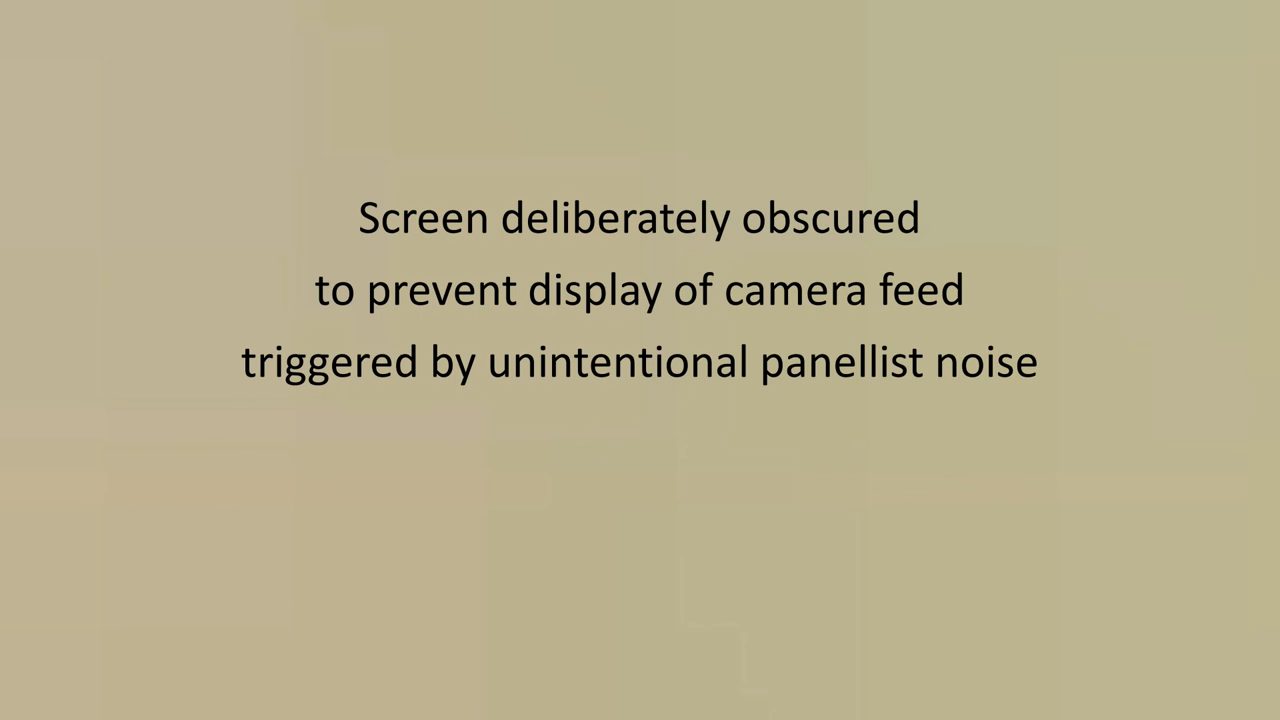 Screen deliberately obscured
to prevent display of camera feed
triggered by unintentional panellist noise